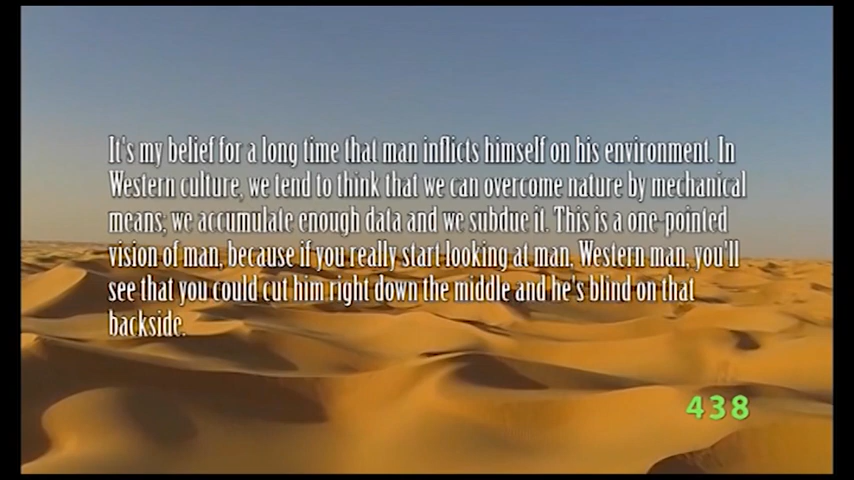 It's my belief for a long time that man inflicts himself on his environment. In
Western culture, we tend to think that we can overcome nature by mechanical
means; we accumulate enough data and we subdue it. This is a one-pointed
vision of man, because if you really start looking at man, Western man, you'll
see that you could cut him right down the middle and he's blind on that
backside.
438